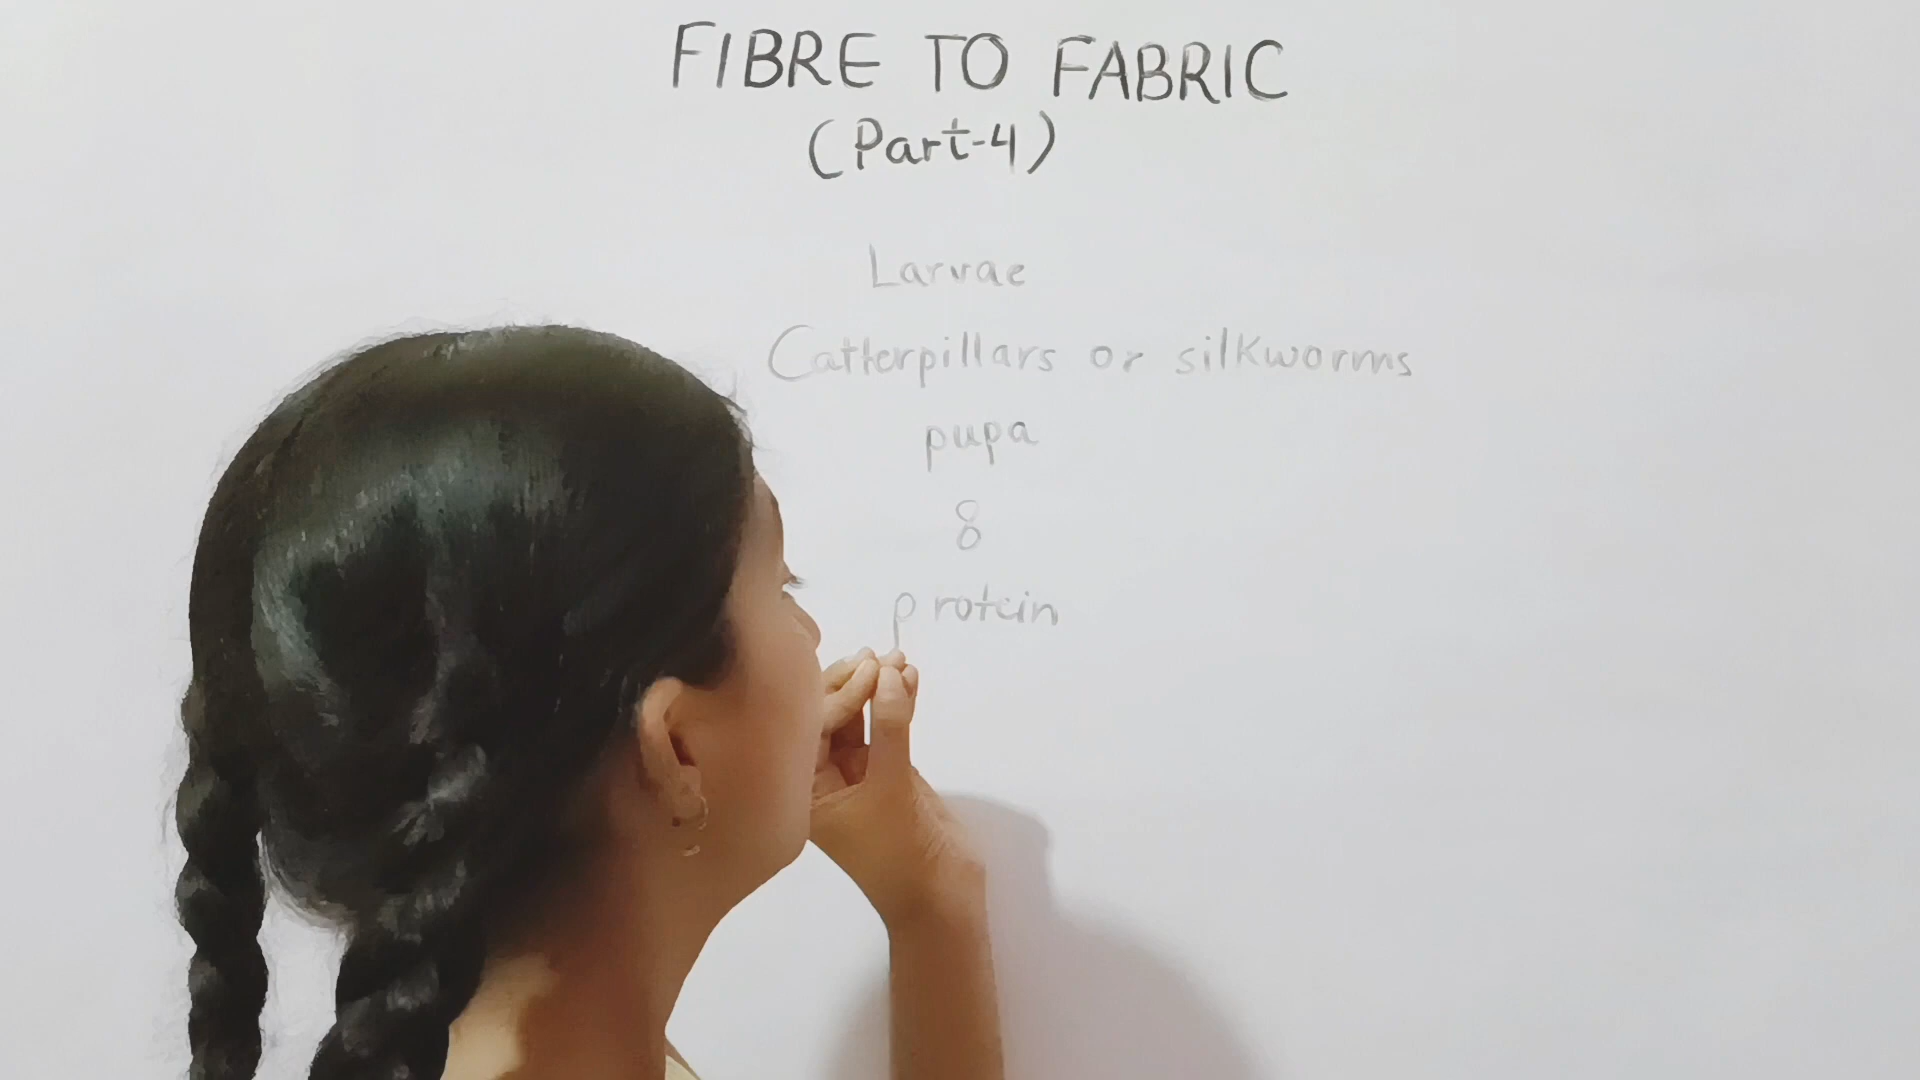 FIBRE TO FABRIC
(Part-4)
Larvae
Catterpillars or silkworms
pupa
8
protein